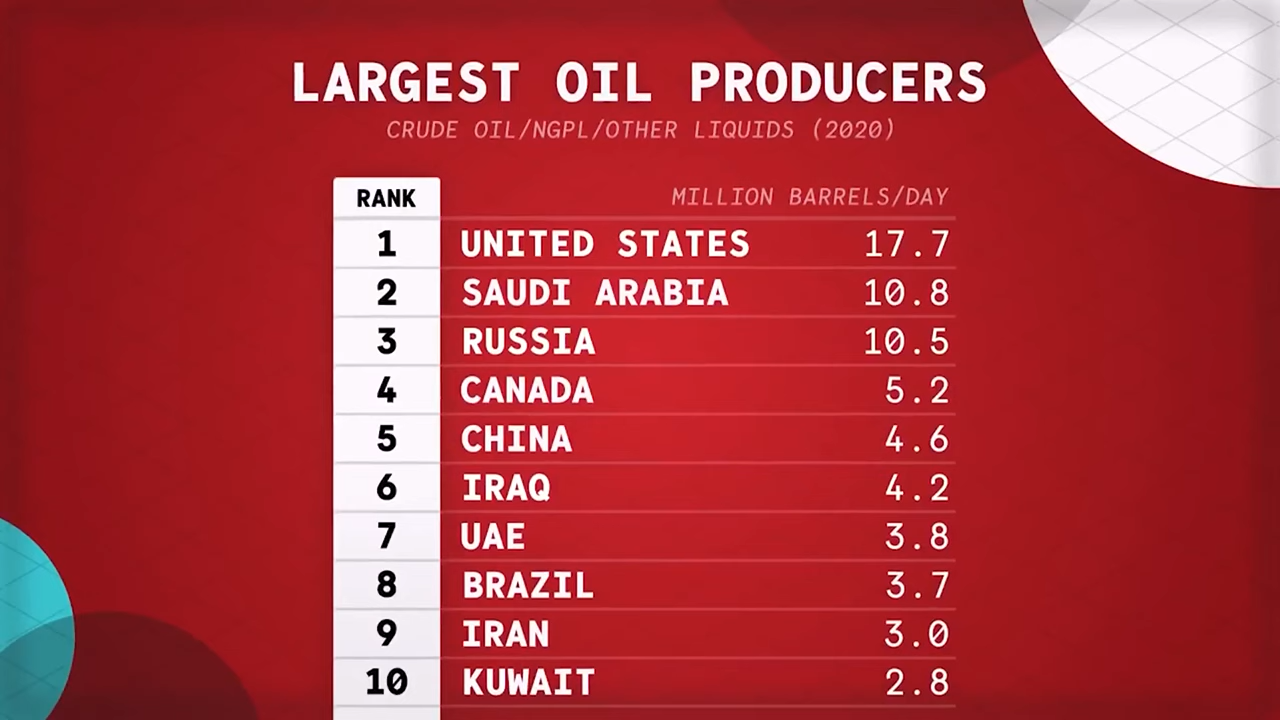 LARGEST OIL PRODUCERS
CRUDE OIL/NGPL/OTHER LIQUIDS (2020)
RANK MILLION BARRELS/DAY
1 UNITED STATES 17.7
2 SAUDI ARABIA 10.8
3 RUSSIA 10.5
4 CANADA 5.2
5 CHINA 4.6
6 IRAQ 4.2
7 UAE 3.8
8 BRAZIL 3.7
9 IRAN 3.0
10 KUWAIT 2.8